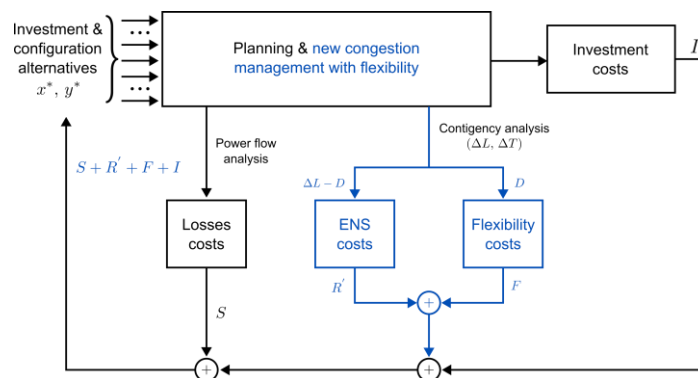 Investment &
configuration
alternatives
x*, y*
...
...
Planning & new congestion
management with flexibility
Investment
costs
I
Power flow
analysis
Contigency analysis
(ΔL, ΔT)
S + R′ + F + I
ΔL − D
D
Losses
costs
ENS
costs
Flexibility
costs
R′
F
+
S
+
+